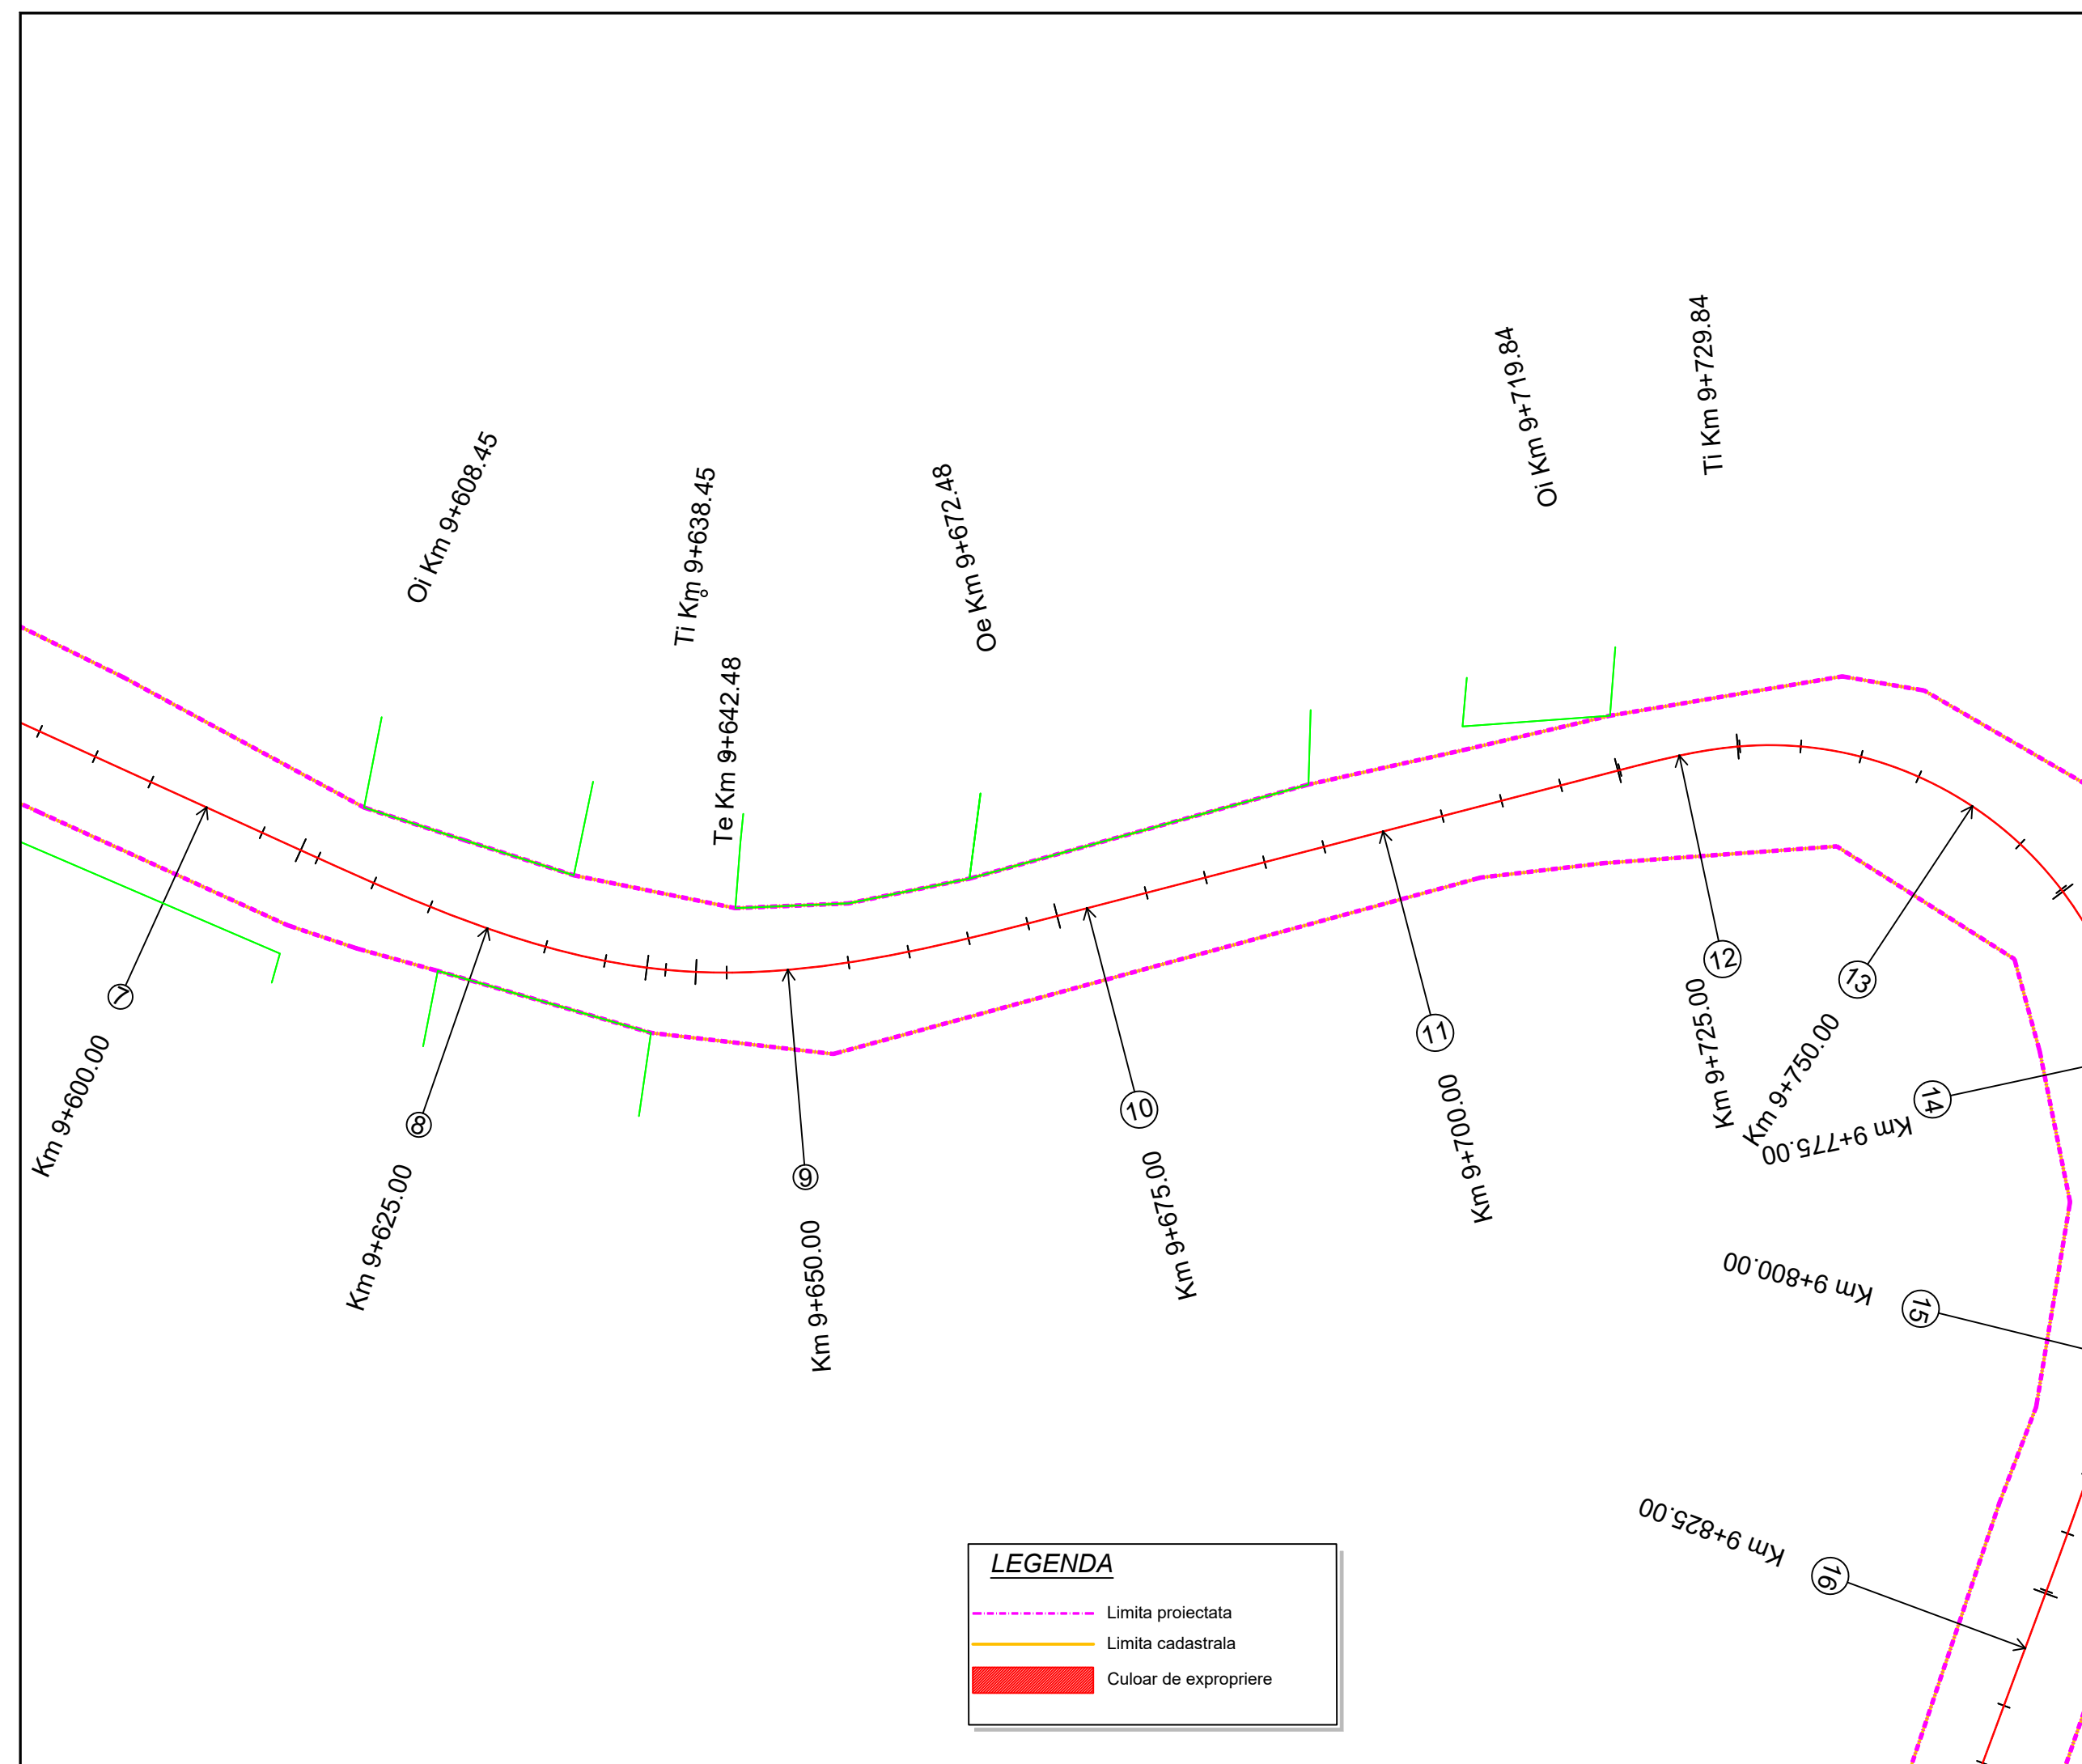 Oi Km 9+608.45
Ti Km 9+638.45
Te Km 9+642.48
Oe Km 9+672.48
Oi Km 9+719.84
Ti Km 9+729.84
7
Km 9+600.00
8
Km 9+625.00
9
Km 9+650.00
10
Km 9+675.00
11
Km 9+700.00
12
Km 9+725.00
13
Km 9+750.00
14
Km 9+775.00
15
Km 9+800.00
16
Km 9+825.00
LEGENDA
Limita proiectata
Limita cadastrala
Culoar de expropriere